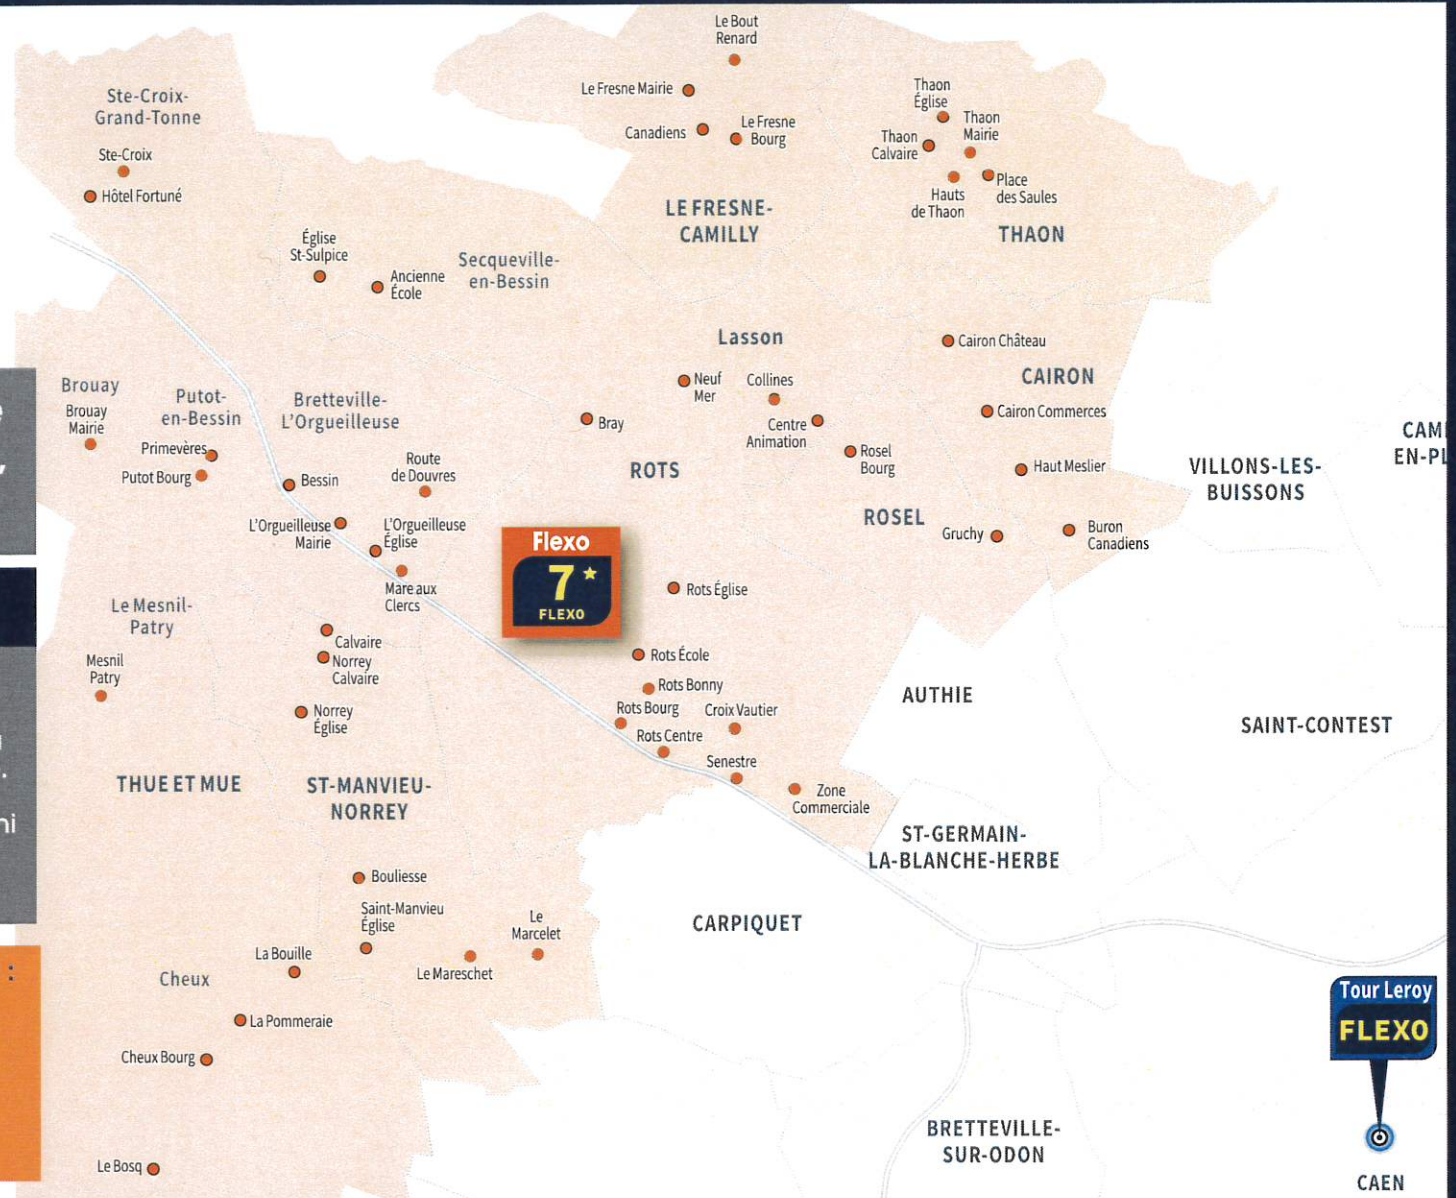 Le Bout
Renard
Le Fresne Mairie
Canadiens
Le Fresne
Bourg
LE FRESNE-
CAMILLY
Thaon
Église
Thaon
Mairie
Thaon
Calvaire
Place
des Saules
Hauts
de Thaon
THAON
Ste-Croix-
Grand-Tonne
Ste-Croix
Hôtel Fortuné
Église
St-Sulpice
Ancienne
École
Secqueville-
en-Bessin
Lasson
Neuf
Mer
Collines
Centre
Animation
Bray
ROTS
Rosel
Bourg
ROSEL
Cairon Château
CAIRON
Cairon Commerces
Haut Meslier
Gruchy
Buron
Canadiens
VILLONS-LES-
BUISSONS
Brouay
Brouay
Mairie
Putot-
en-Bessin
Primevères
Putot Bourg
Bretteville-
L'Orgueilleuse
Bessin
Route
de Douvres
L'Orgueilleuse
Mairie
L'Orgueilleuse
Église
Mare aux
Clercs
Flexo
7
FLEXO
Rots Église
Rots École
Rots Bonny
Rots Bourg
Croix Vautier
Rots Centre
Senestre
Zone
Commerciale
Le Mesnil-
Patry
Mesnil
Patry
Calvaire
Norrey
Calvaire
Norrey
Église
THUE ET MUE
ST-MANVIEU-
NORREY
AUTHIE
SAINT-CONTEST
ST-GERMAIN-
LA-BLANCHE-HERBE
CARPIQUET
Bouliesse
Saint-Manvieu
Église
Le
Marcelet
Le Mareschet
La Bouille
Cheux
La Pommeraie
Cheux Bourg
Le Bosq
BRETTEVILLE-
SUR-ODON
Tour Leroy
FLEXO
CAEN